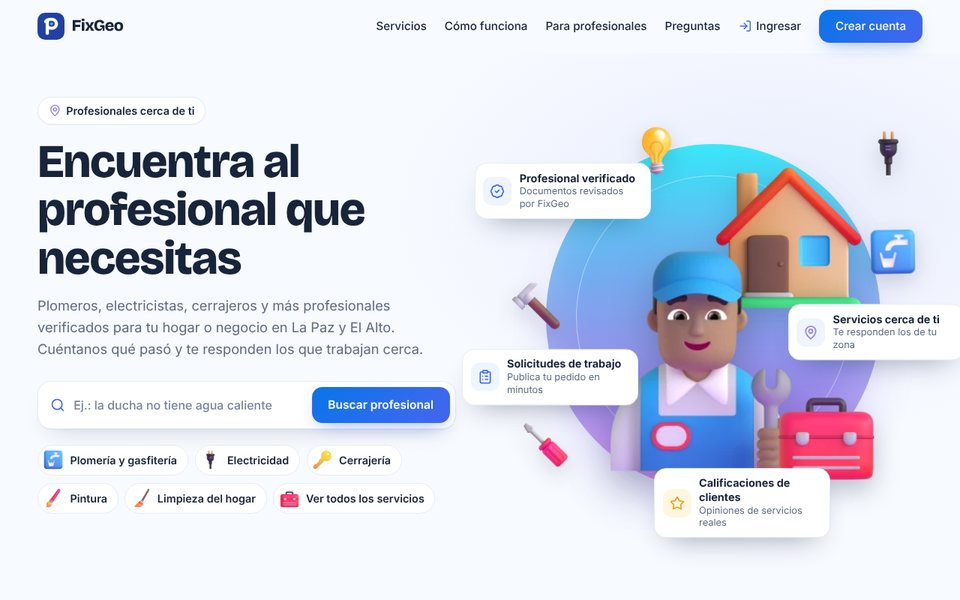 FixGeo
Servicios
Cómo funciona
Para profesionales
Preguntas
Ingresar
Crear cuenta
Profesionales cerca de ti
Encuentra al
profesional que
necesitas
Plomeros, electricistas, cerrajeros y más profesionales
verificados para tu hogar o negocio en La Paz y El Alto.
Cuéntanos qué pasó y te responden los que trabajan cerca.
Ej.: la ducha no tiene agua caliente
Buscar profesional
Plomería y gasfitería
Electricidad
Cerrajería
Pintura
Limpieza del hogar
Ver todos los servicios
Profesional verificado
Documentos revisados
por FixGeo
Servicios cerca de ti
Te responden los de tu
zona
Solicitudes de trabajo
Publica tu pedido en
minutos
Calificaciones de
clientes
Opiniones de servicios
reales